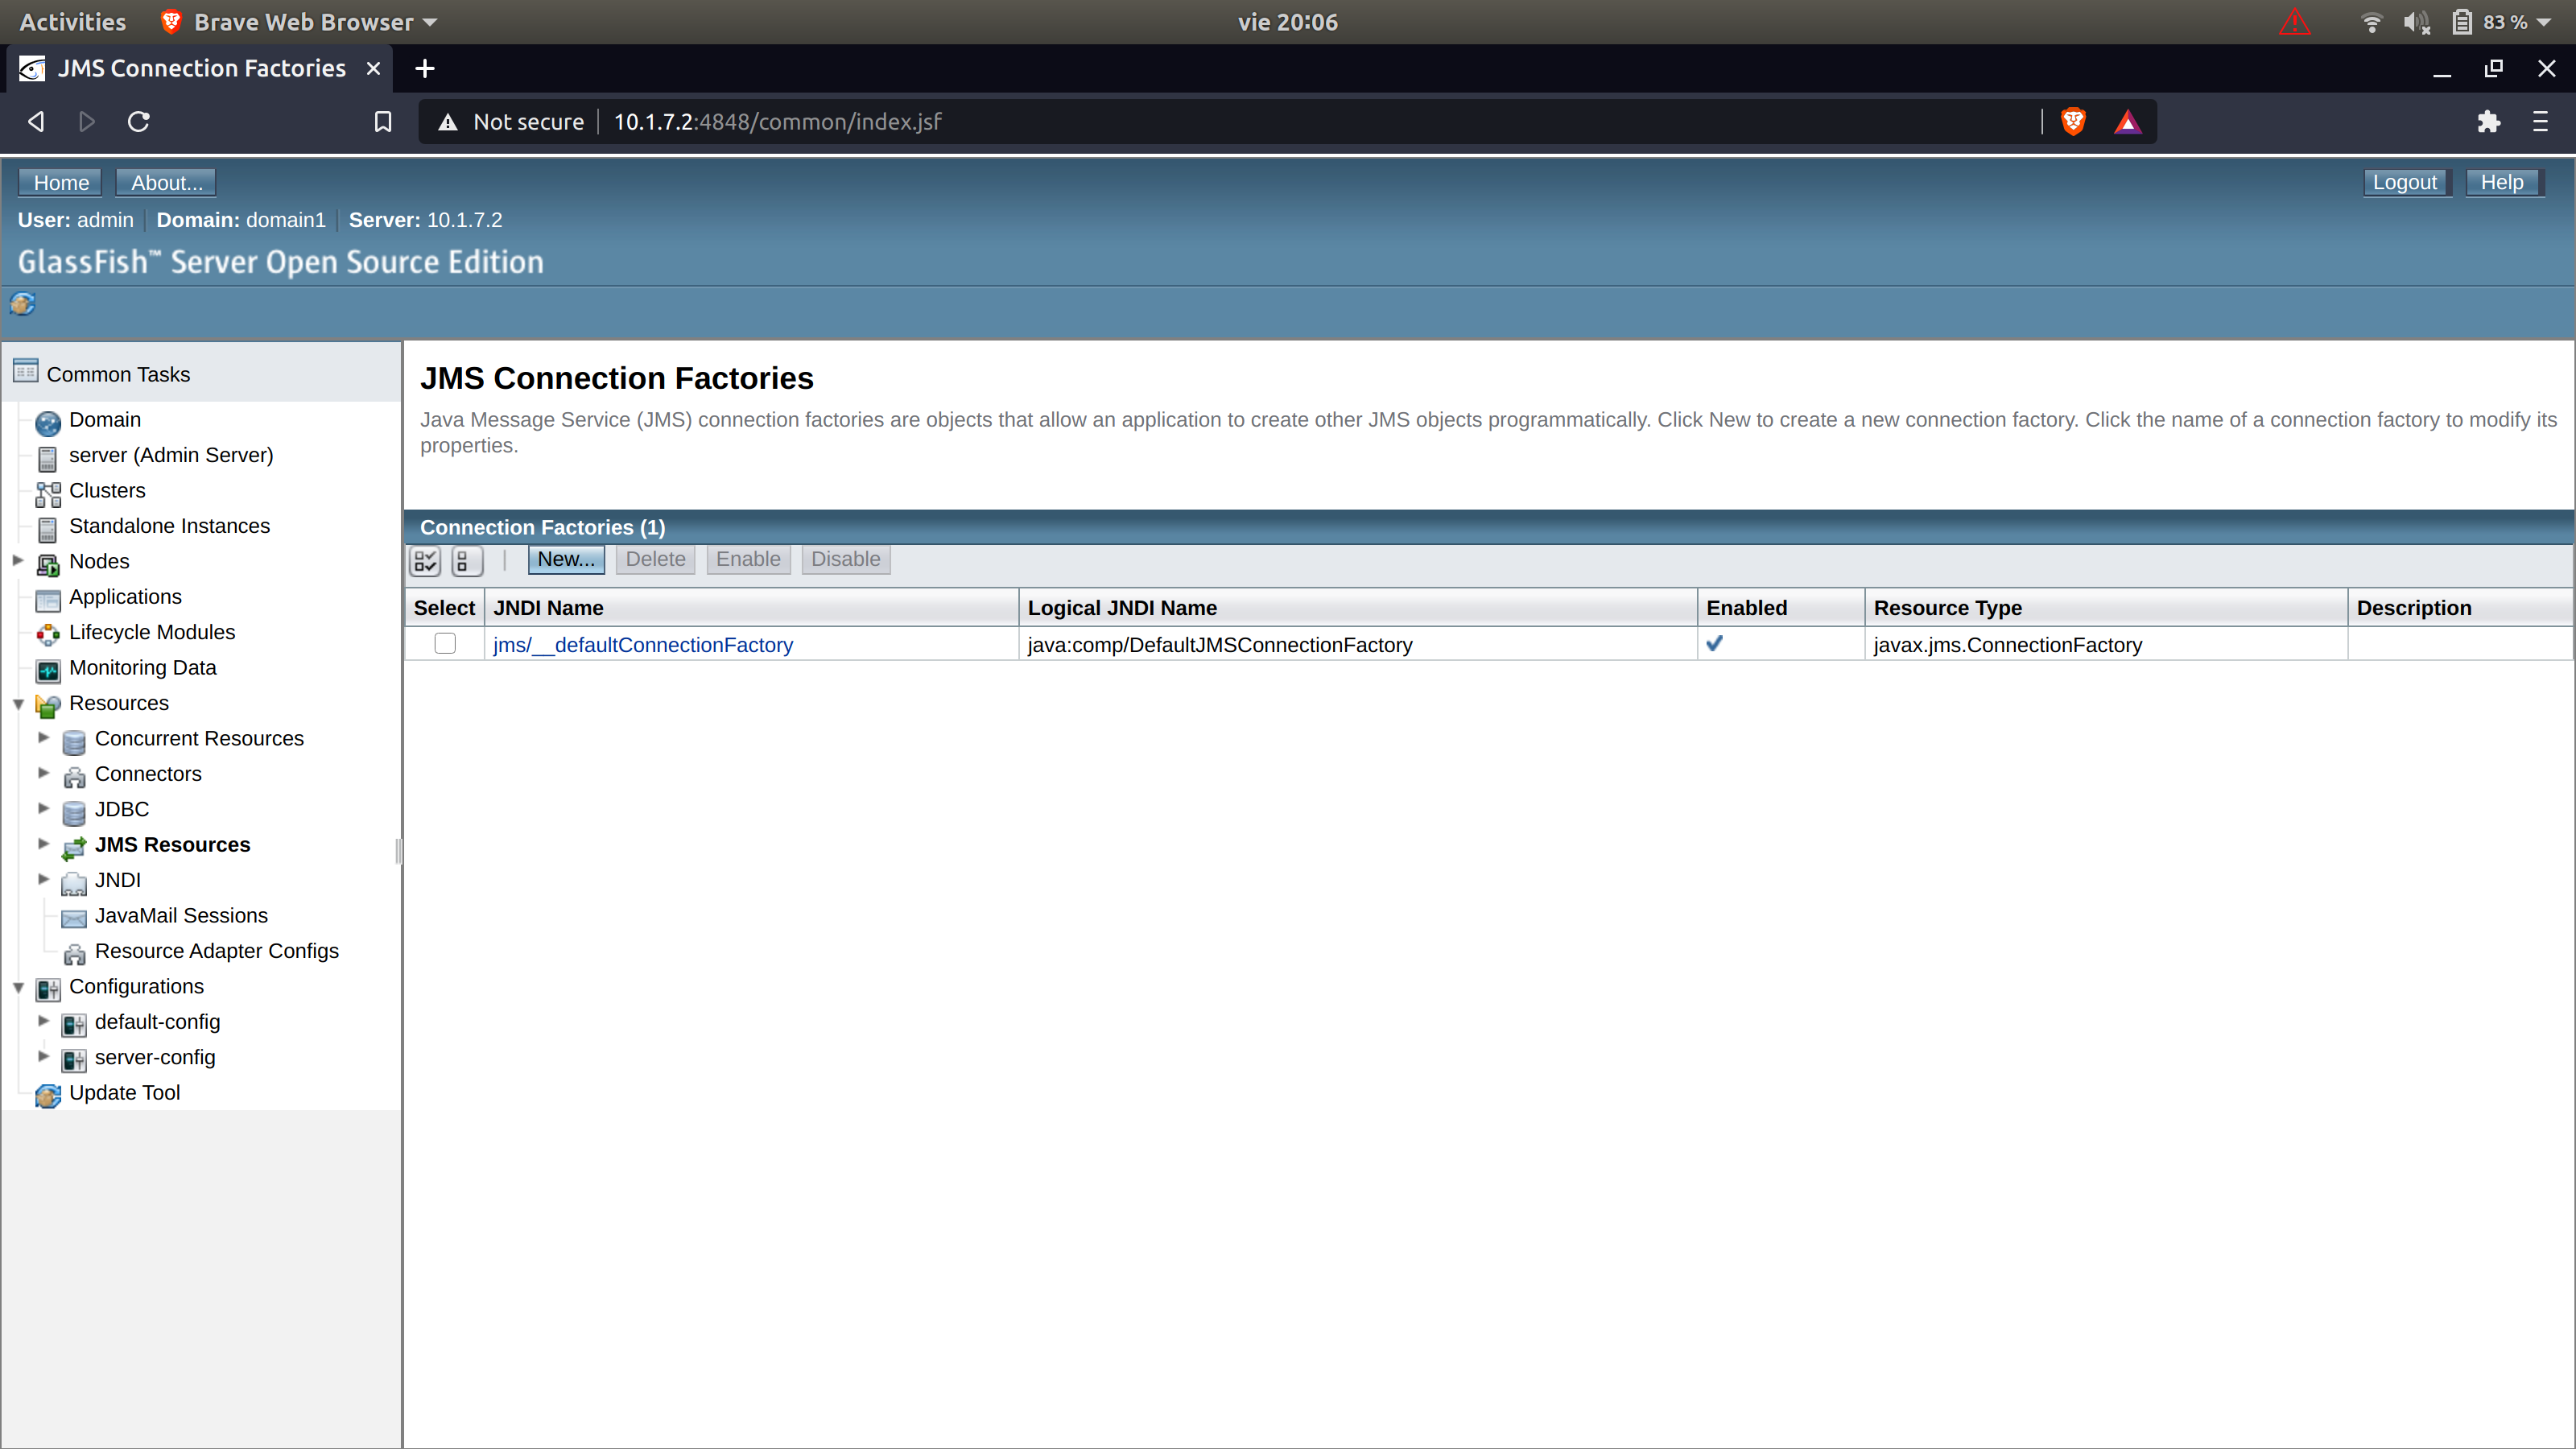 Activities Brave Web Browser vie 20:06 83 %
JMS Connection Factories
Not secure 10.1.7.2:4848/common/index.jsf
Home About... Logout Help
User: admin Domain: domain1 Server: 10.1.7.2
GlassFish™ Server Open Source Edition
Common Tasks
Domain
server (Admin Server)
Clusters
Standalone Instances
Nodes
Applications
Lifecycle Modules
Monitoring Data
Resources
Concurrent Resources
Connectors
JDBC
JMS Resources
JNDI
JavaMail Sessions
Resource Adapter Configs
Configurations
default-config
server-config
Update Tool
JMS Connection Factories
Java Message Service (JMS) connection factories are objects that allow an application to create other JMS objects programmatically. Click New to create a new connection factory. Click the name of a connection factory to modify its
properties.
Connection Factories (1)
New... Delete Enable Disable
Select JNDI Name Logical JNDI Name Enabled Resource Type Description
jms/__defaultConnectionFactory java:comp/DefaultJMSConnectionFactory javax.jms.ConnectionFactory